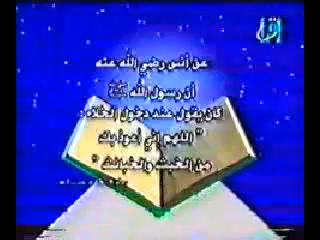 اقرأ
عن أنس رضي الله عنه
أن رسول الله ﷺ
كان يقول عند دخول الخلاء :
" اللهم إني أعوذ بك
من الخبث والخبائث "